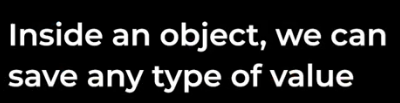 Inside an object, we can
save any type of value